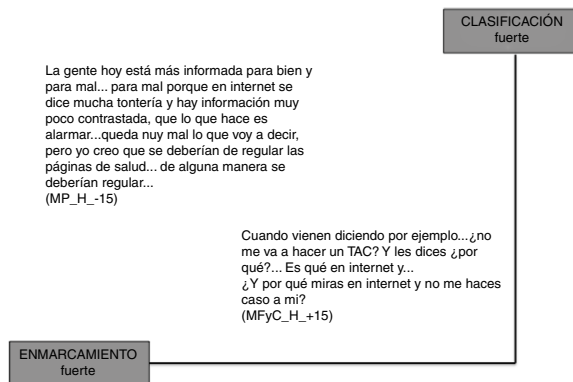 CLASIFICACIÓN
fuerte
La gente hoy está más informada para bien y
para mal... para mal porque en internet se
dice mucha tontería y hay información muy
poco contrastada, que lo que hace es
alarmar...queda nuy mal lo que voy a decir,
pero yo creo que se deberían de regular las
páginas de salud... de alguna manera se
deberían regular...
(MP_H_-15)
Cuando vienen diciendo por ejemplo...¿no
me va a hacer un TAC? Y les dices ¿por
qué?... Es qué en internet y...
¿Y por qué miras en internet y no me haces
caso a mi?
(MFyC_H_+15)
ENMARCAMIENTO
fuerte